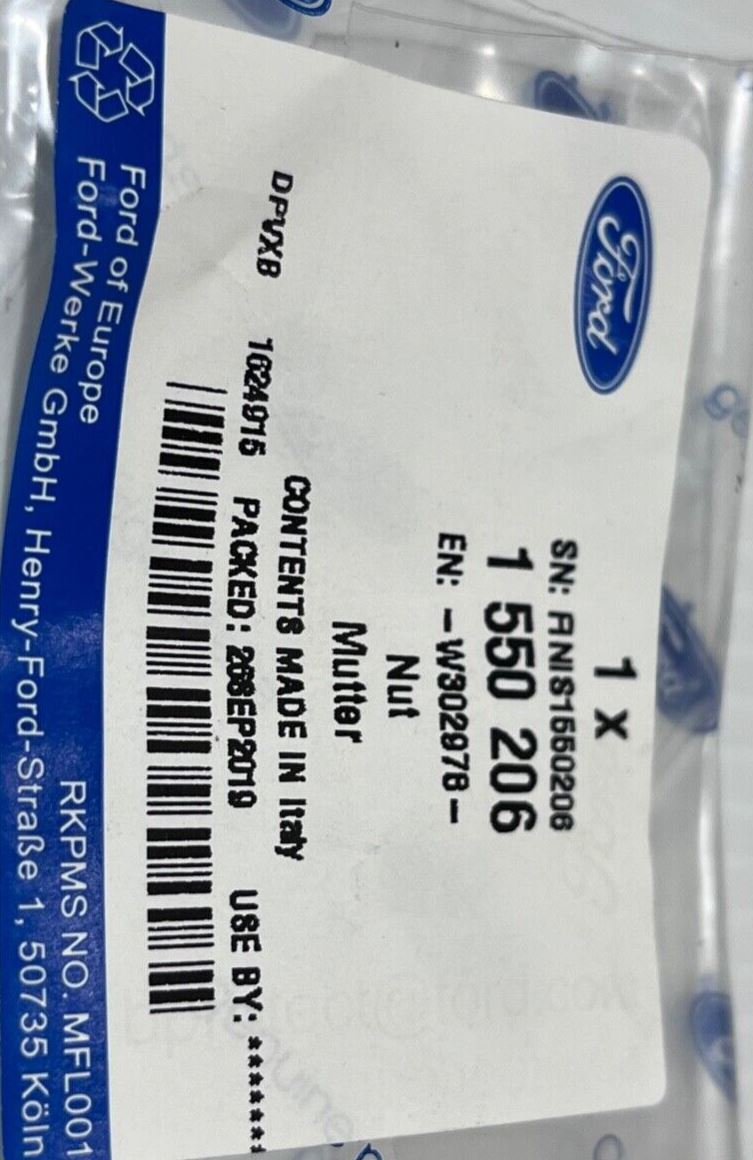 Ford
1 x
SN: ANIS1550206
1 550 206
EN: -W302978-
Nut
Mutter
CONTENTS MADE IN Italy
DPVXB 1624915 PACKED: 26SEP2019 USE BY: *******
Ford of Europe RKPMS NO. MFL001
Ford-Werke GmbH, Henry-Ford-Straße 1, 50735 Köln